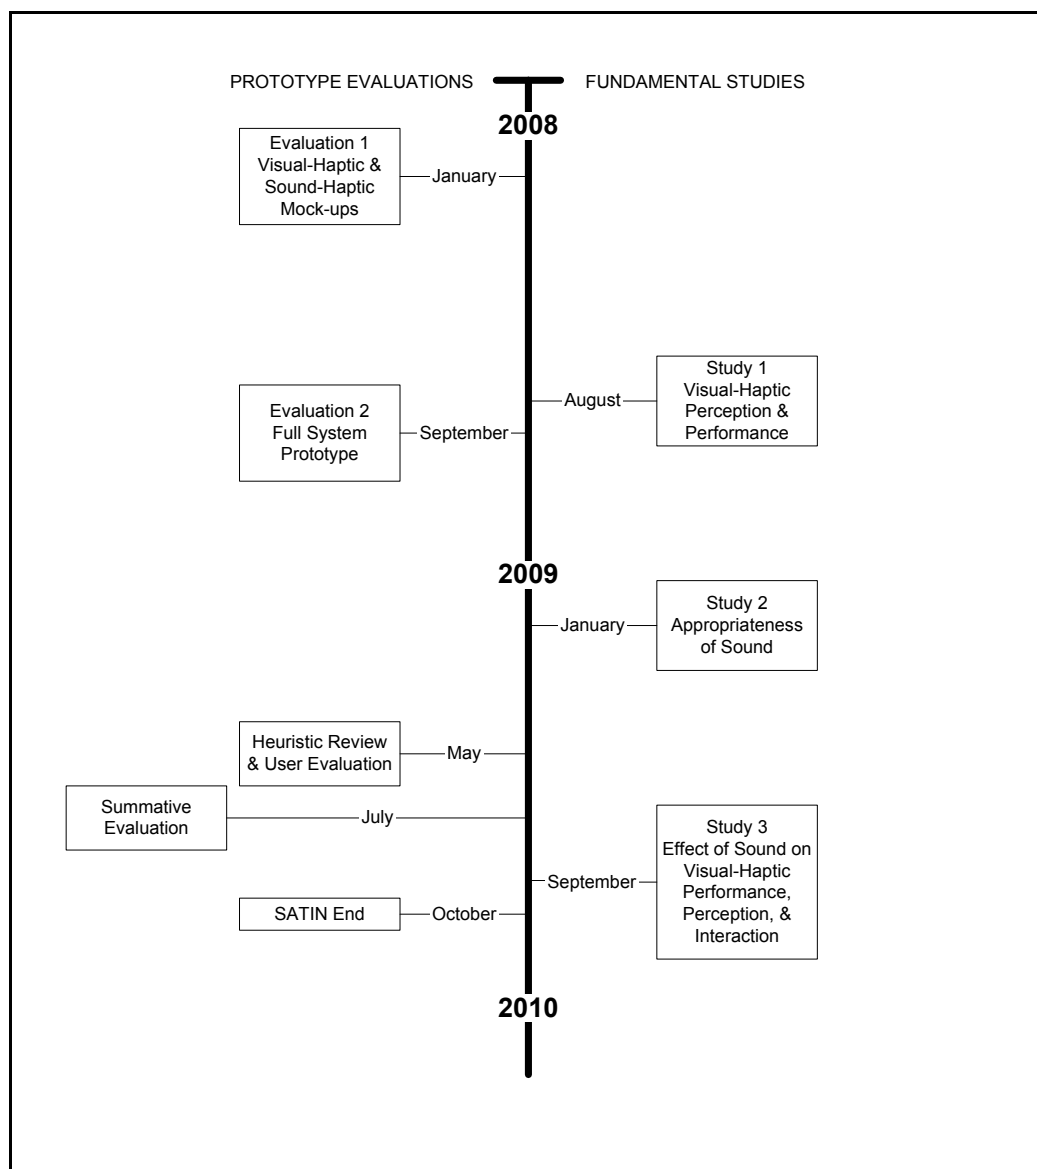 PROTOTYPE EVALUATIONS
FUNDAMENTAL STUDIES
2008
Evaluation 1
Visual-Haptic &
Sound-Haptic
Mock-ups
January
Study 1
Visual-Haptic
Perception &
Performance
August
Evaluation 2
Full System
Prototype
September
2009
Study 2
Appropriateness
of Sound
January
Heuristic Review
& User Evaluation
May
Summative
Evaluation
July
Study 3
Effect of Sound on
Visual-Haptic
Performance,
Perception, &
Interaction
September
SATIN End
October
2010